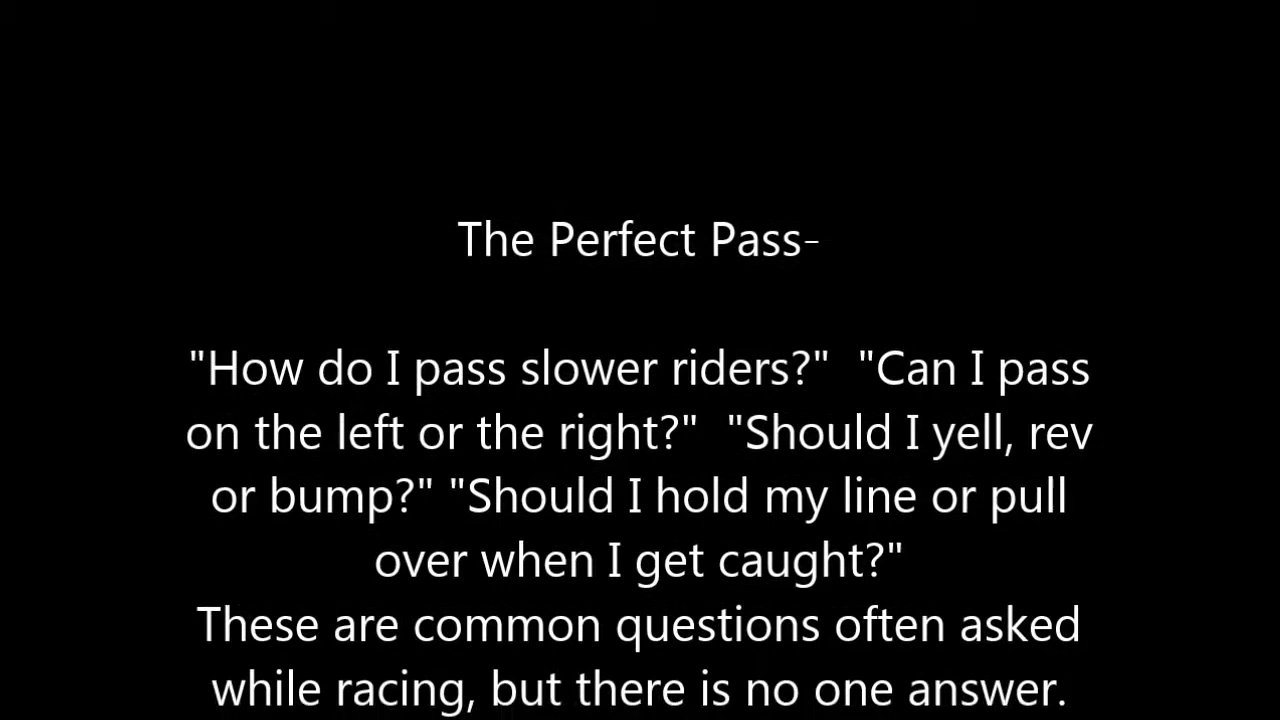 The Perfect Pass-
"How do I pass slower riders?"  "Can I pass
on the left or the right?"  "Should I yell, rev
or bump?" "Should I hold my line or pull
over when I get caught?"
These are common questions often asked
while racing, but there is no one answer.